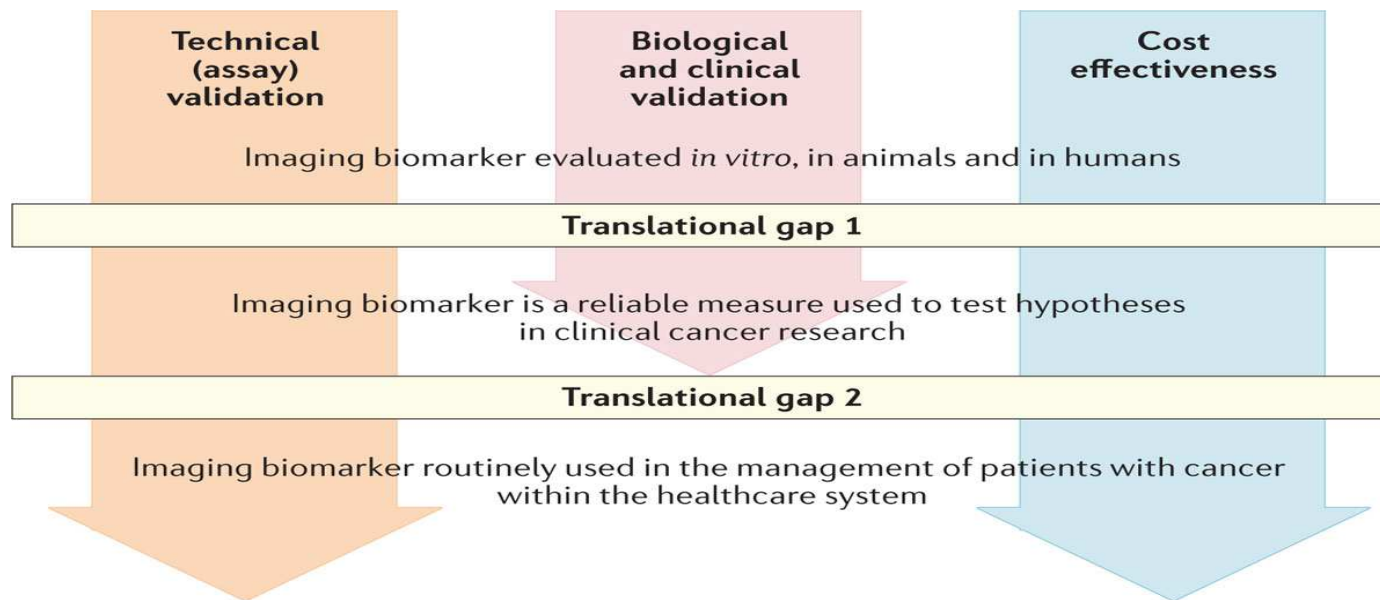 Technical
(assay)
validation
Biological
and clinical
validation
Cost
effectiveness
Imaging biomarker evaluated in vitro, in animals and in humans
Translational gap 1
Imaging biomarker is a reliable measure used to test hypotheses
in clinical cancer research
Translational gap 2
Imaging biomarker routinely used in the management of patients with cancer
within the healthcare system